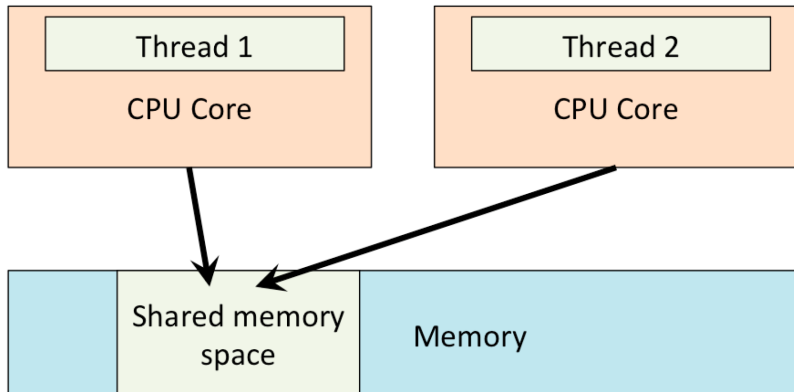 Thread 1
Thread 2
CPU Core
CPU Core
Shared memory
space
Memory